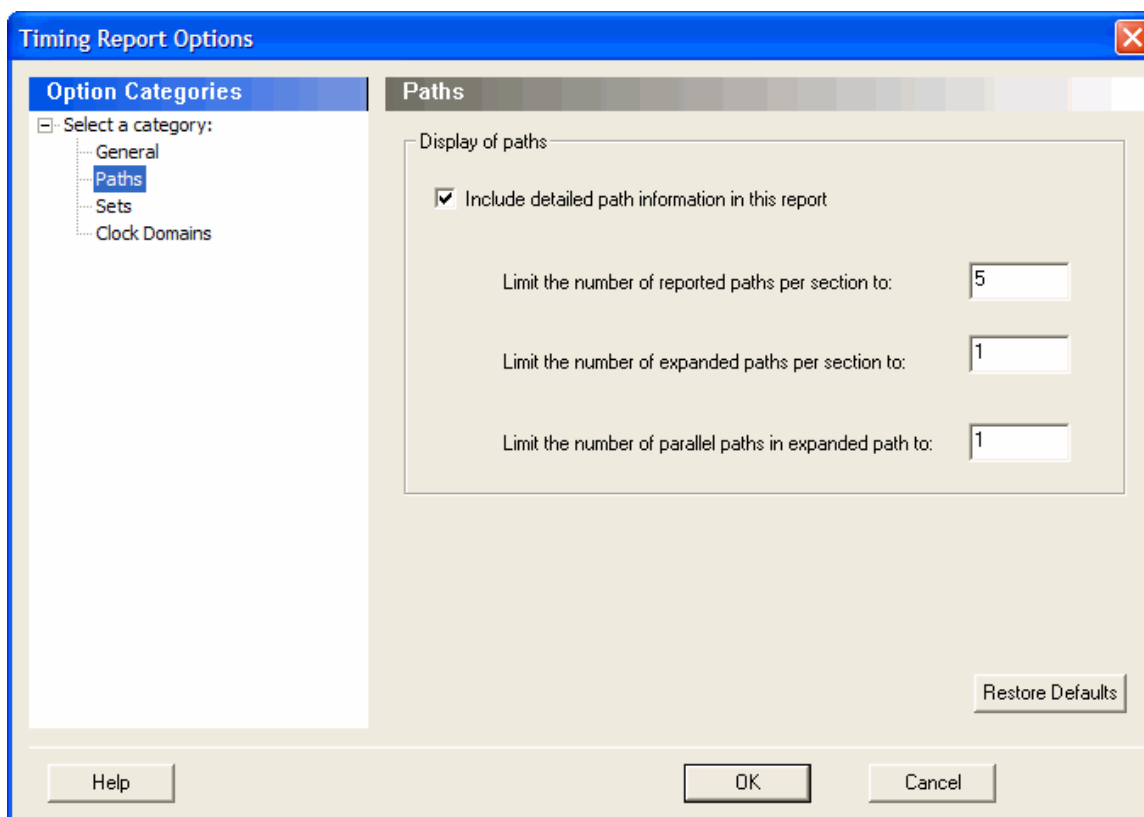 Timing Report Options
Option Categories
Select a category:
General
Paths
Sets
Clock Domains
Paths
Display of paths
Include detailed path information in this report
Limit the number of reported paths per section to: 5
Limit the number of expanded paths per section to: 1
Limit the number of parallel paths in expanded path to: 1
Restore Defaults
Help OK Cancel